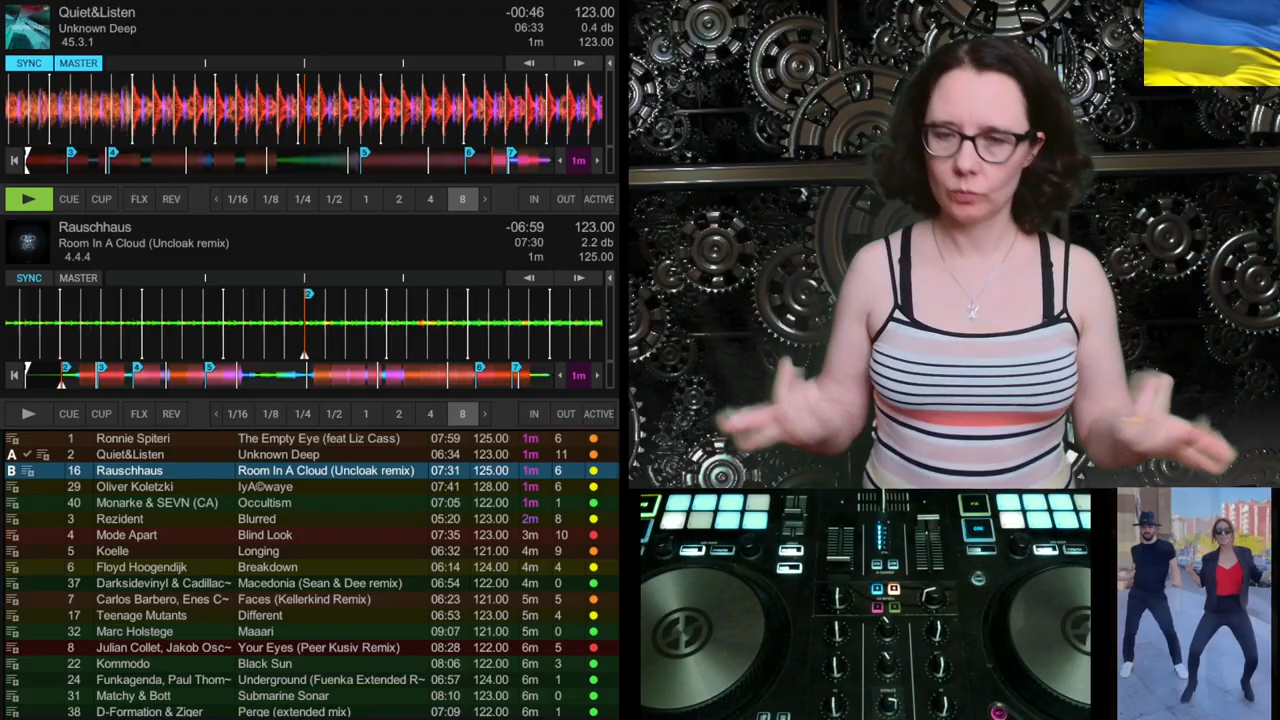 Quiet&Listen -00:46 123.00
Unknown Deep 06:33 0.4 db
45.3.1 1m 123.00
SYNC MASTER
3 4 5 6 7 1m
CUE CUP FLX REV 1/16 1/8 1/4 1/2 1 2 4 8 IN OUT ACTIVE
Rauschhaus -06:59 123.00
Room In A Cloud (Uncloak remix) 07:30 2.2 db
4.4.4 1m 125.00
SYNC MASTER
2
2 3 4 5 6 7 1m
CUE CUP FLX REV 1/16 1/8 1/4 1/2 1 2 4 8 IN OUT ACTIVE
1 Ronnie Spiteri The Empty Eye (feat Liz Cass) 07:59 125.00 1m 6
A 2 Quiet&Listen Unknown Deep 06:34 123.00 1m 11
B 16 Rauschhaus Room In A Cloud (Uncloak remix) 07:31 125.00 1m 6
29 Oliver Koletzki IyÃ©waye 07:41 128.00 1m 6
40 Monarke & SEVN (CA) Occultism 07:05 122.00 1m 1
3 Rezident Blurred 05:20 123.00 2m 8
4 Mode Apart Blind Look 07:35 123.00 3m 10
5 Koelle Longing 06:32 121.00 4m 9
6 Floyd Hoogendijk Breakdown 06:14 124.00 4m 6
37 Darksidevinyl & Cadillac~ Macedonia (Sean & Dee remix) 06:54 122.00 4m 0
7 Carlos Barbero, Enes C~ Faces (Kellerkind Remix) 06:23 121.00 5m 5
17 Teenage Mutants Different 06:53 123.00 5m 4
32 Marc Holstege Maaari 09:07 121.00 5m 0
8 Julian Collet, Jakob Osc~ Your Eyes (Peer Kusiv Remix) 08:28 122.00 6m 5
22 Kommodo Black Sun 08:06 122.00 6m 3
24 Funkagenda, Paul Thom~ Underground (Fuenka Extended R~ 06:57 124.00 6m 1
31 Matchy & Bott Submarine Sonar 08:10 123.00 6m 0
38 D-Formation & Ziger Perge (extended mix) 07:09 122.00 6m 1